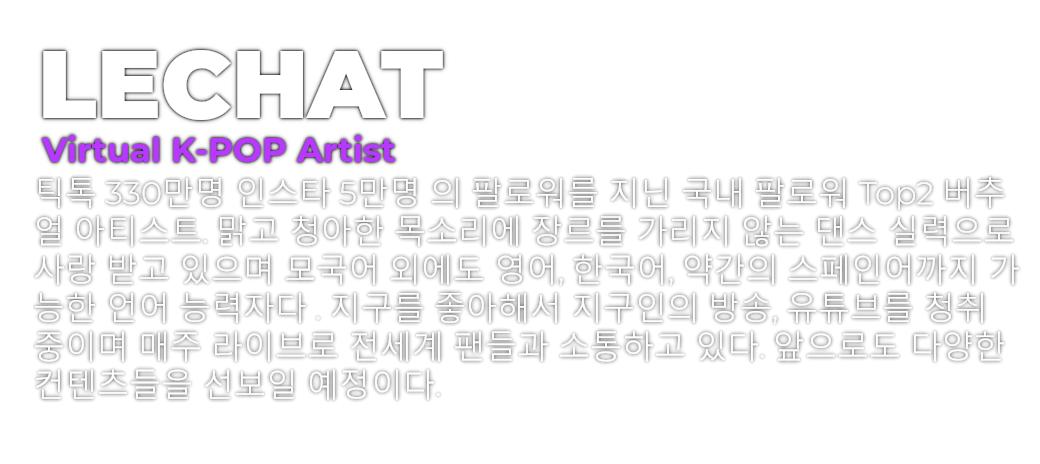 LECHAT
Virtual K-POP Artist
틱톡 330만명 인스타 5만명 의 팔로워를 지닌 국내 팔로워 Top2 버추
얼 아티스트. 맑고 청아한 목소리에 장르를 가리지 않는 댄스 실력으로
사랑 받고 있으며 모국어 외에도 영어, 한국어, 약간의 스페인어까지 가
능한 언어 능력자다 . 지구를 좋아해서 지구인의 방송, 유튜브를 청취
중이며 매주 라이브로 전세계 팬들과 소통하고 있다. 앞으로도 다양한
컨텐츠들을 선보일 예정이다.